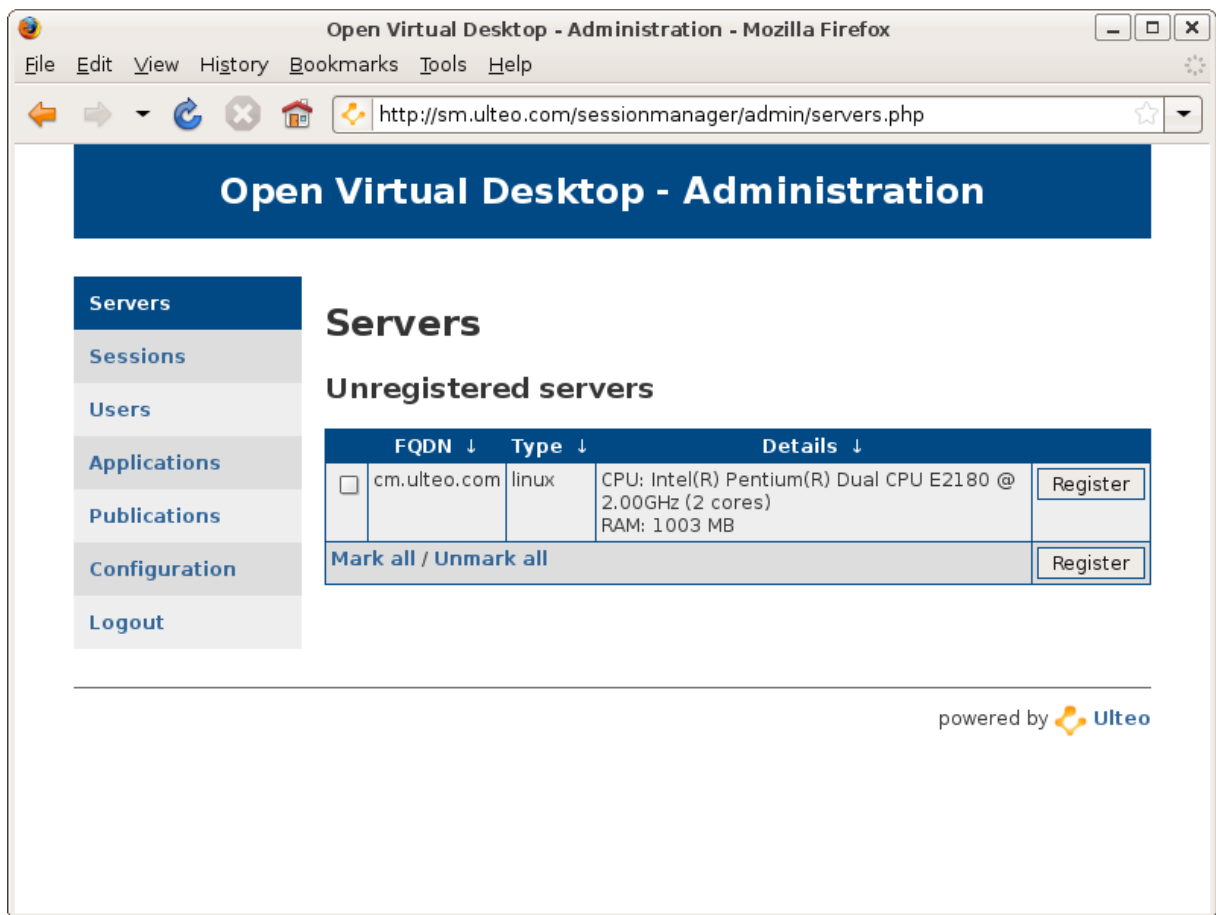 Open Virtual Desktop - Administration - Mozilla Firefox
File Edit View History Bookmarks Tools Help
http://sm.ulteo.com/sessionmanager/admin/servers.php
Open Virtual Desktop - Administration
Servers
Sessions
Users
Applications
Publications
Configuration
Logout
Servers
Unregistered servers
FQDN ↓ Type ↓ Details ↓
cm.ulteo.com linux CPU: Intel(R) Pentium(R) Dual CPU E2180 @ Register
2.00GHz (2 cores)
RAM: 1003 MB
Mark all / Unmark all Register
powered by Ulteo